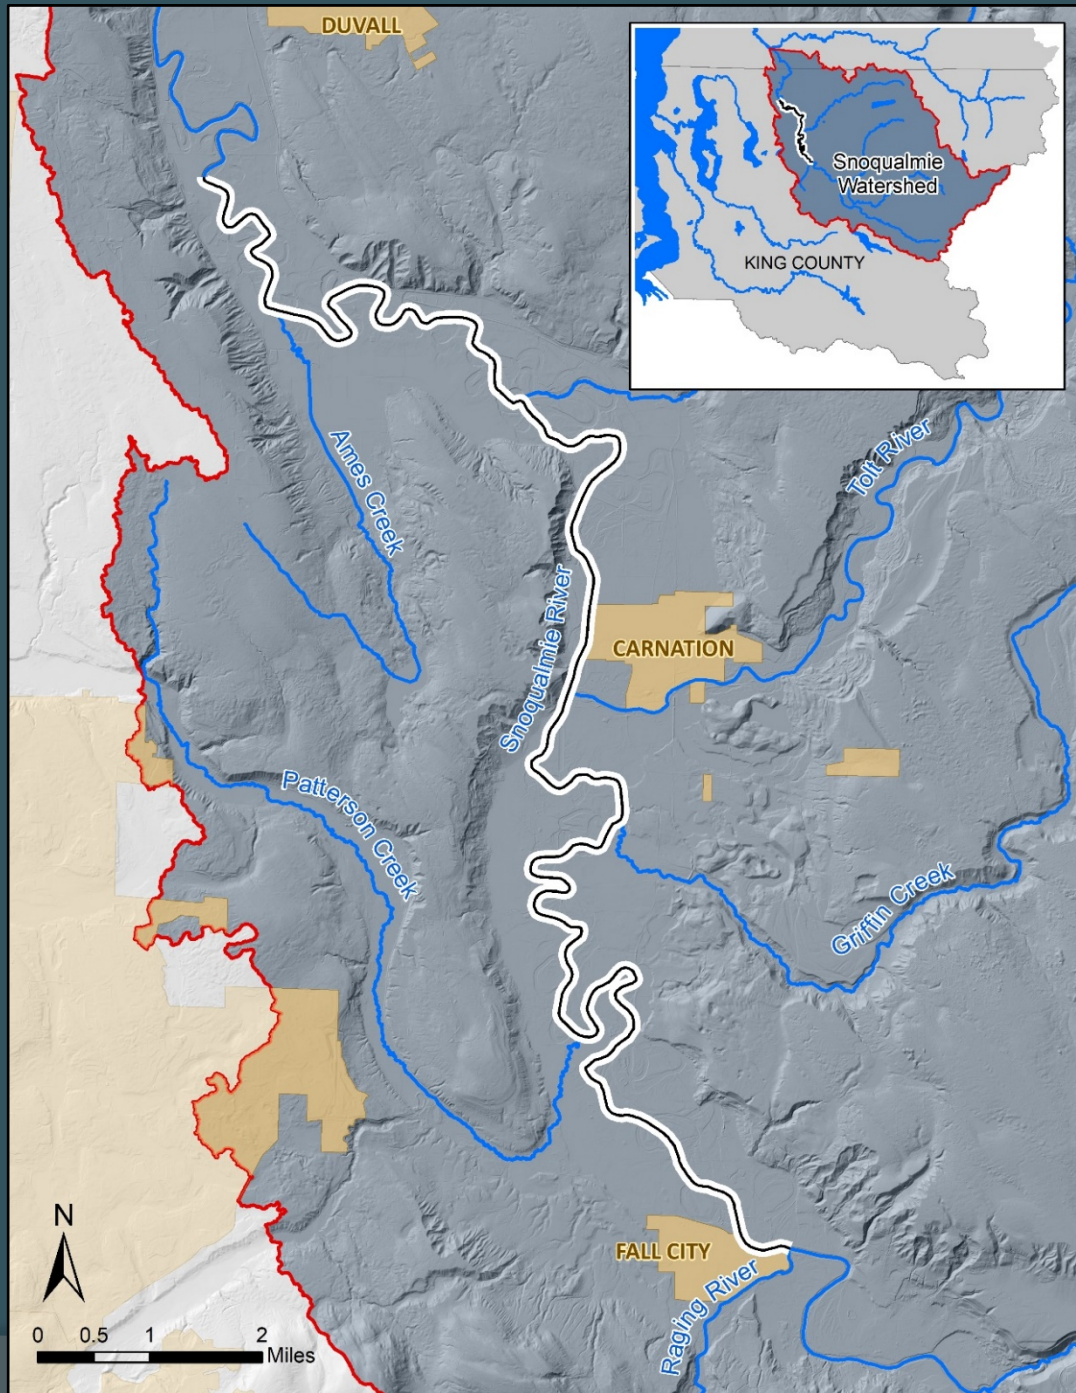 DUVALL
Snoqualmie
Watershed
KING COUNTY
Ames Creek
Tolt River
Snoqualmie River
CARNATION
Patterson Creek
Griffin Creek
N
FALL CITY
Raging River
0 0.5 1 2
Miles